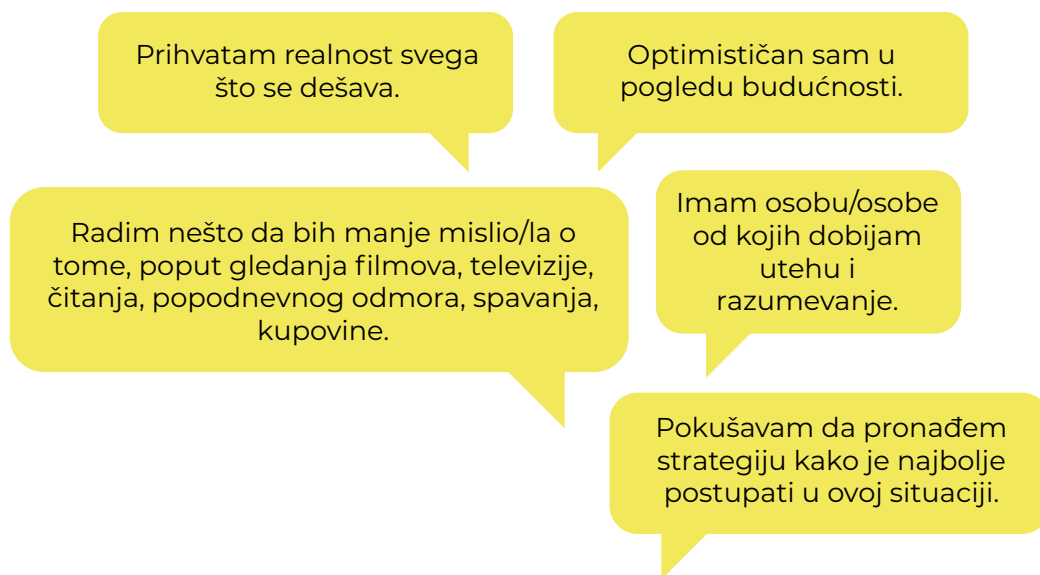 Prihvatam realnost svega
što se dešava.
Optimističan sam u
pogledu budućnosti.
Radim nešto da bih manje mislio/la o
tome, poput gledanja filmova, televizije,
čitanja, popodnevnog odmora, spavanja,
kupovine.
Imam osobu/osobe
od kojih dobijam
utehu i
razumevanje.
Pokušavam da pronađem
strategiju kako je najbolje
postupati u ovoj situaciji.